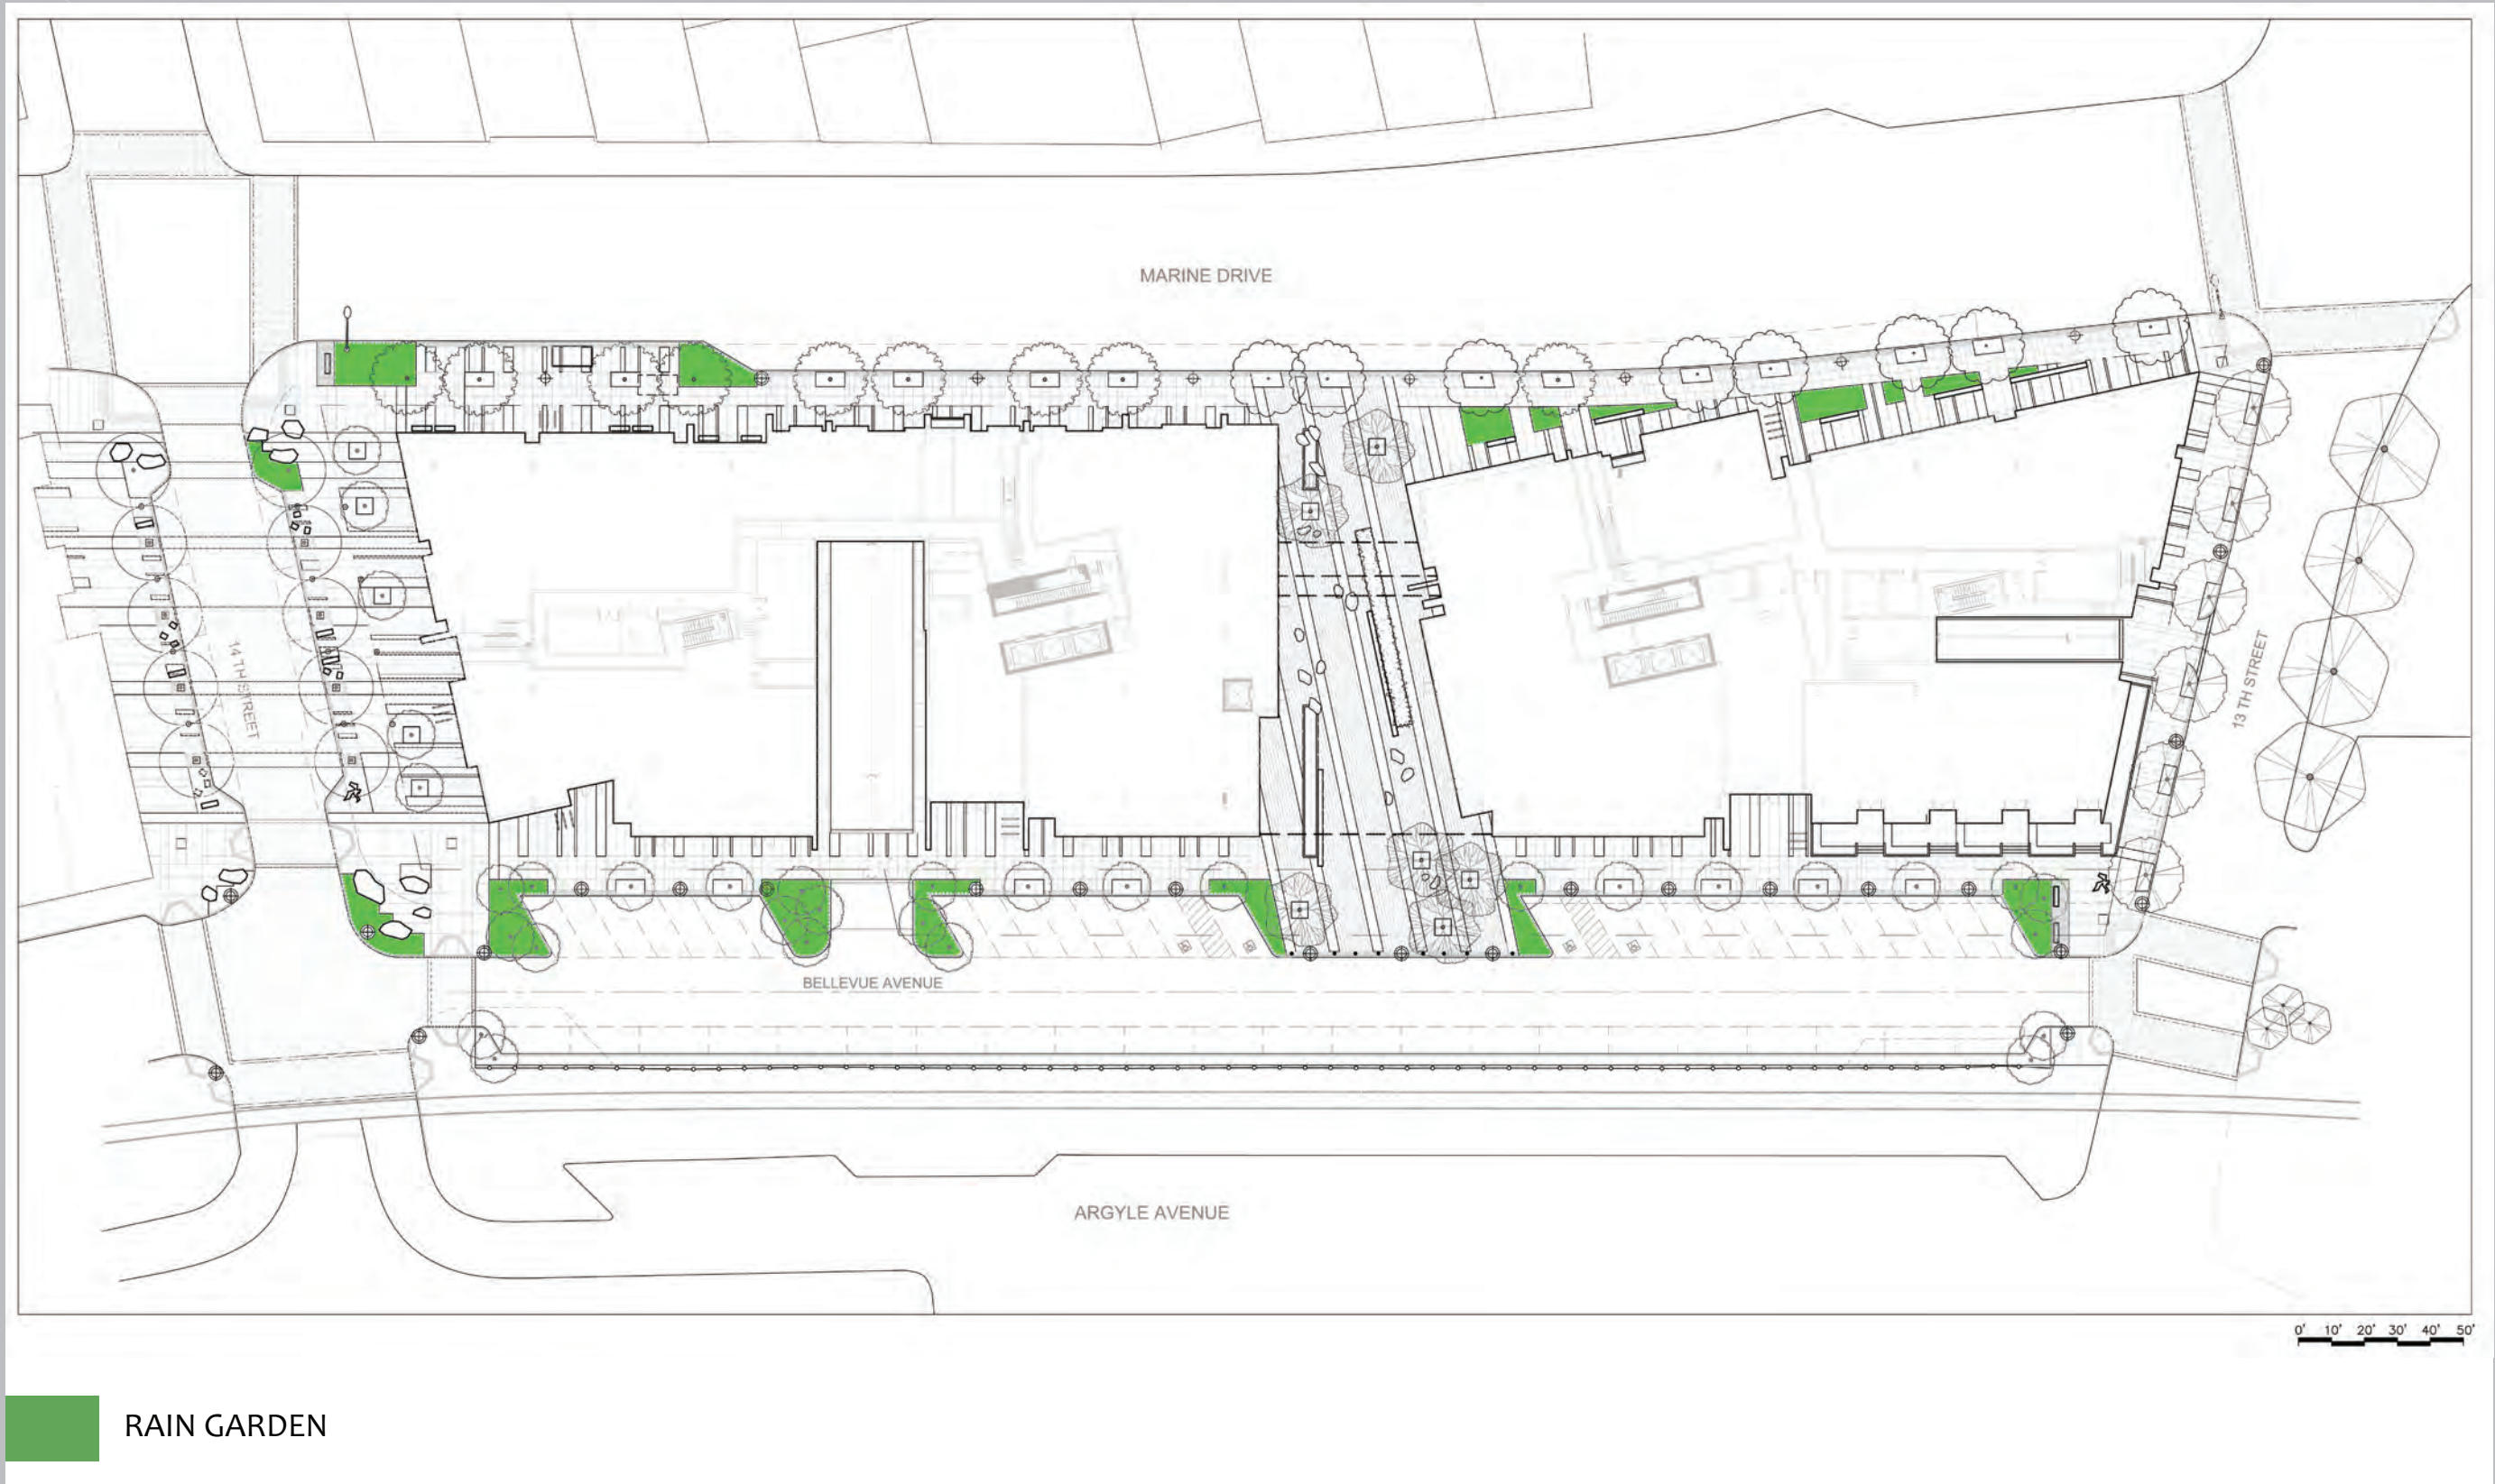 MARINE DRIVE
14 TH STREET
13 TH STREET
BELLEVUE AVENUE
ARGYLE AVENUE
0' 10' 20' 30' 40' 50'
RAIN GARDEN